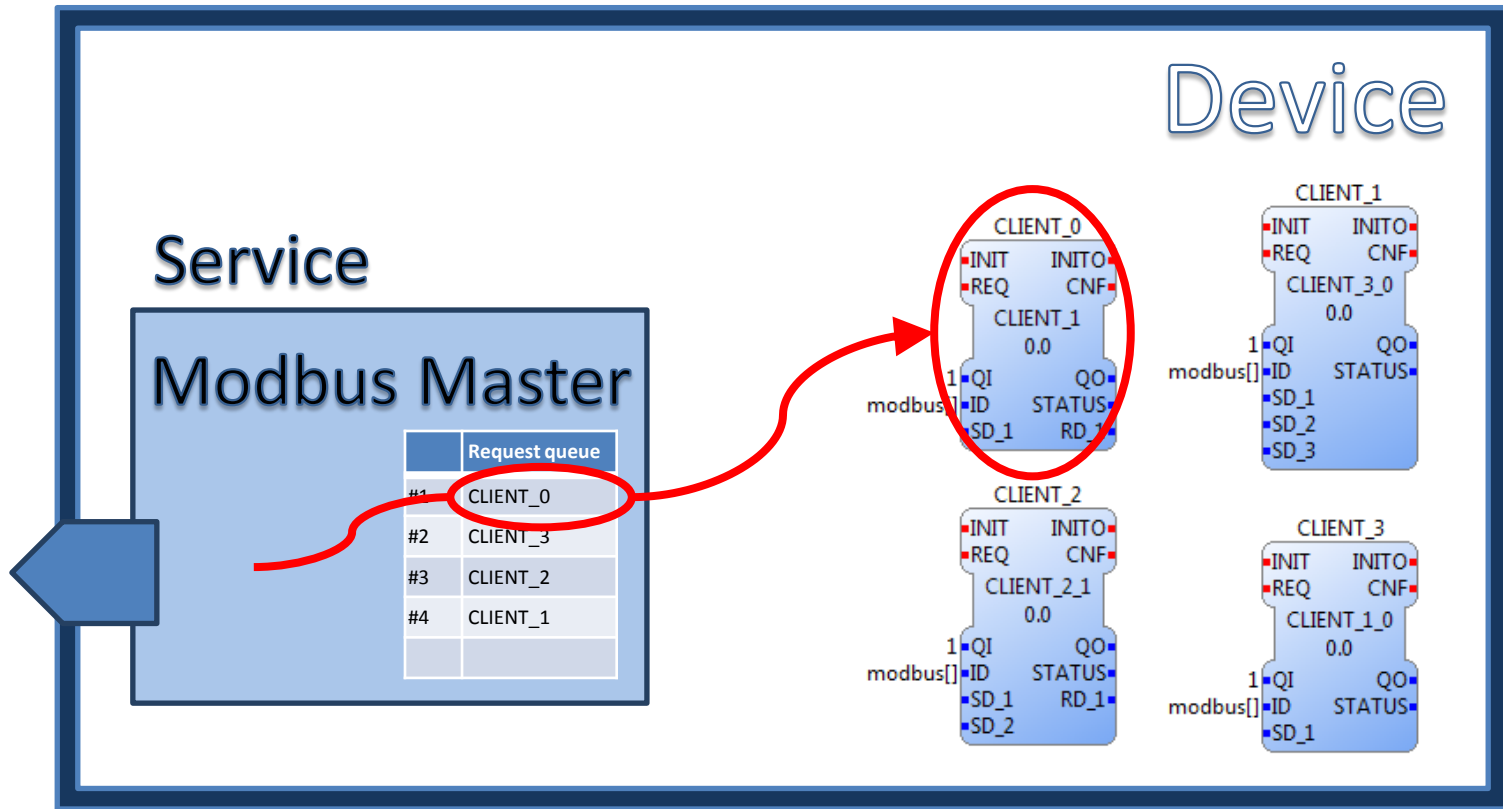 Device
Service
Modbus Master
Request queue
#1 CLIENT_0
#2 CLIENT_3
#3 CLIENT_2
#4 CLIENT_1
CLIENT_0
INIT INITO
REQ CNF
CLIENT_1
0.0
1 QI QO
modbus[] ID STATUS
SD_1 RD_1
CLIENT_1
INIT INITO
REQ CNF
CLIENT_3_0
0.0
1 QI QO
modbus[] ID STATUS
SD_1
SD_2
SD_3
CLIENT_2
INIT INITO
REQ CNF
CLIENT_2_1
0.0
1 QI QO
modbus[] ID STATUS
SD_1 RD_1
SD_2
CLIENT_3
INIT INITO
REQ CNF
CLIENT_1_0
0.0
1 QI QO
modbus[] ID STATUS
SD_1